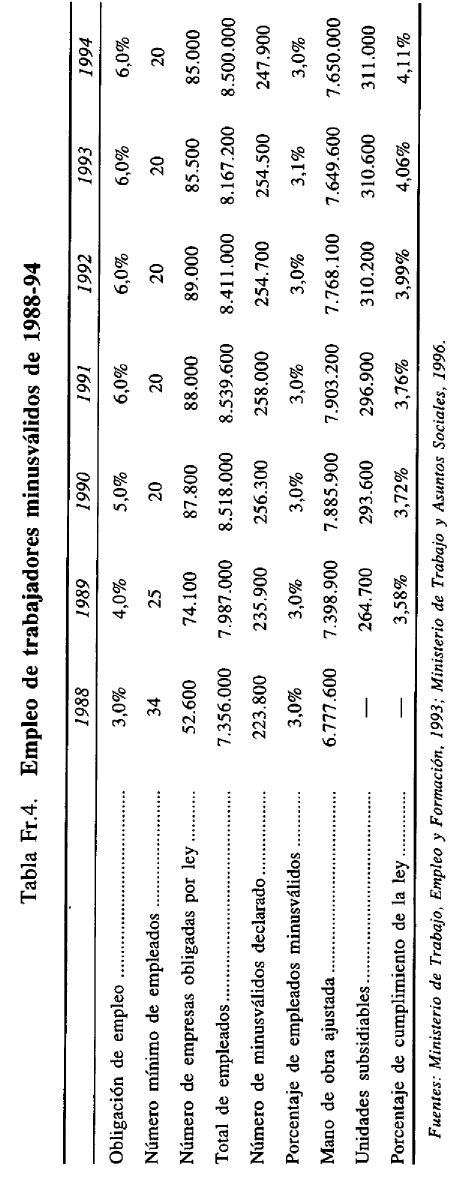 Tabla Fr.4. Empleo de trabajadores minusválidos de 1988-94
1988 1989 1990 1991 1992 1993 1994
Obligación de empleo 3,0% 4,0% 5,0% 6,0% 6,0% 6,0% 6,0%
Número mínimo de empleados 34 25 20 20 20 20 20
Número de empresas obligadas por ley 52.600 74.100 87.800 88.000 89.000 85.500 85.000
Total de empleados 7.356.000 7.987.000 8.518.000 8.539.600 8.411.000 8.167.200 8.500.000
Número de minusválidos declarado 223.800 235.900 256.300 258.000 254.700 254.500 247.900
Porcentaje de empleados minusválidos 3,0% 3,0% 3,0% 3,0% 3,0% 3,1% 3,0%
Mano de obra ajustada 6.777.600 7.398.900 7.885.900 7.903.200 7.768.100 7.649.600 7.650.000
Unidades subsidiables — 264.700 293.600 296.900 310.200 310.600 311.000
Porcentaje de cumplimiento de la ley — 3,58% 3,72% 3,76% 3,99% 4,06% 4,11%
Fuentes: Ministerio de Trabajo, Empleo y Formación, 1993; Ministerio de Trabajo y Asuntos Sociales, 1996.